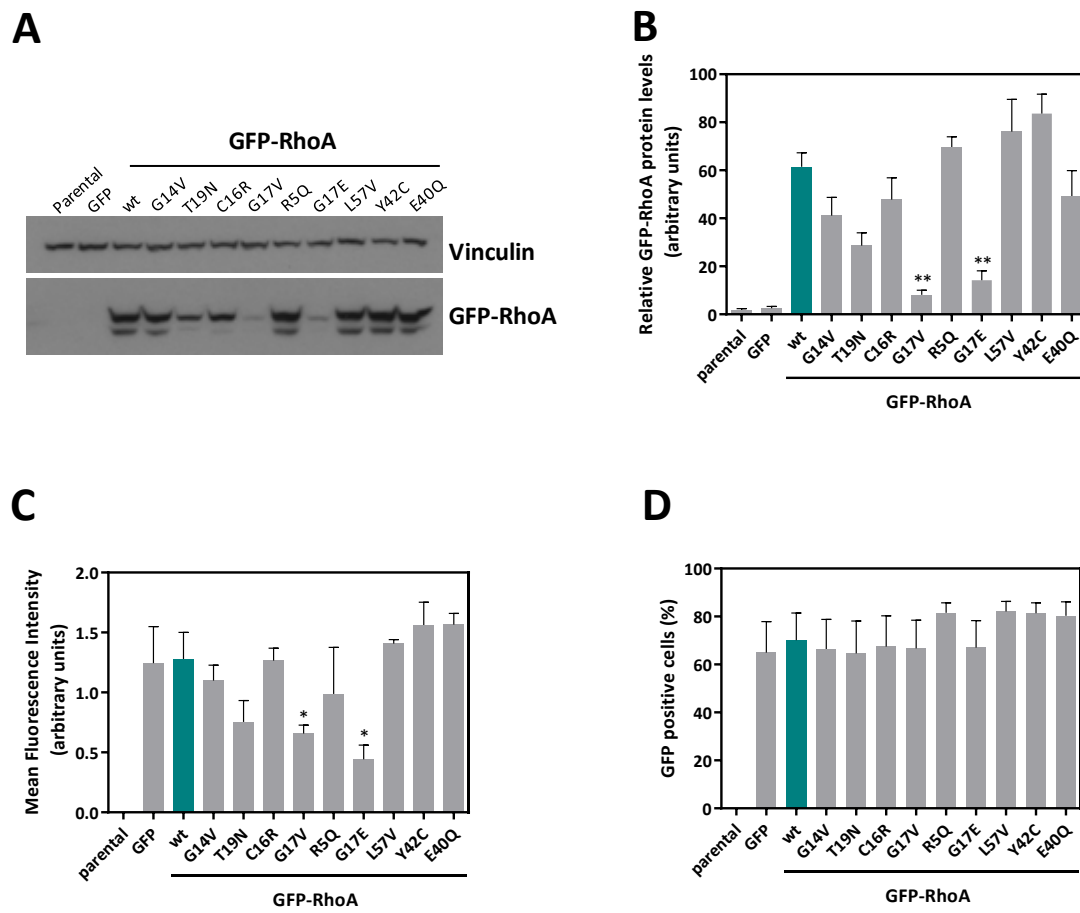 A
GFP-RhoA
Parental GFP wt G14V T19N C16R G17V R5Q G17E L57V Y42C E40Q
Vinculin
GFP-RhoA
B
Relative GFP-RhoA protein levels
(arbitrary units)
100
80
60
40
20
0
** **
parental GFP wt G14V T19N C16R G17V R5Q G17E L57V Y42C E40Q
GFP-RhoA
C
Mean Fluorescence Intensity
(arbitrary units)
2.0
1.5
1.0
0.5
0.0
* *
parental GFP wt G14V T19N C16R G17V R5Q G17E L57V Y42C E40Q
GFP-RhoA
D
GFP positive cells (%)
100
80
60
40
20
0
parental GFP wt G14V T19N C16R G17V R5Q G17E L57V Y42C E40Q
GFP-RhoA